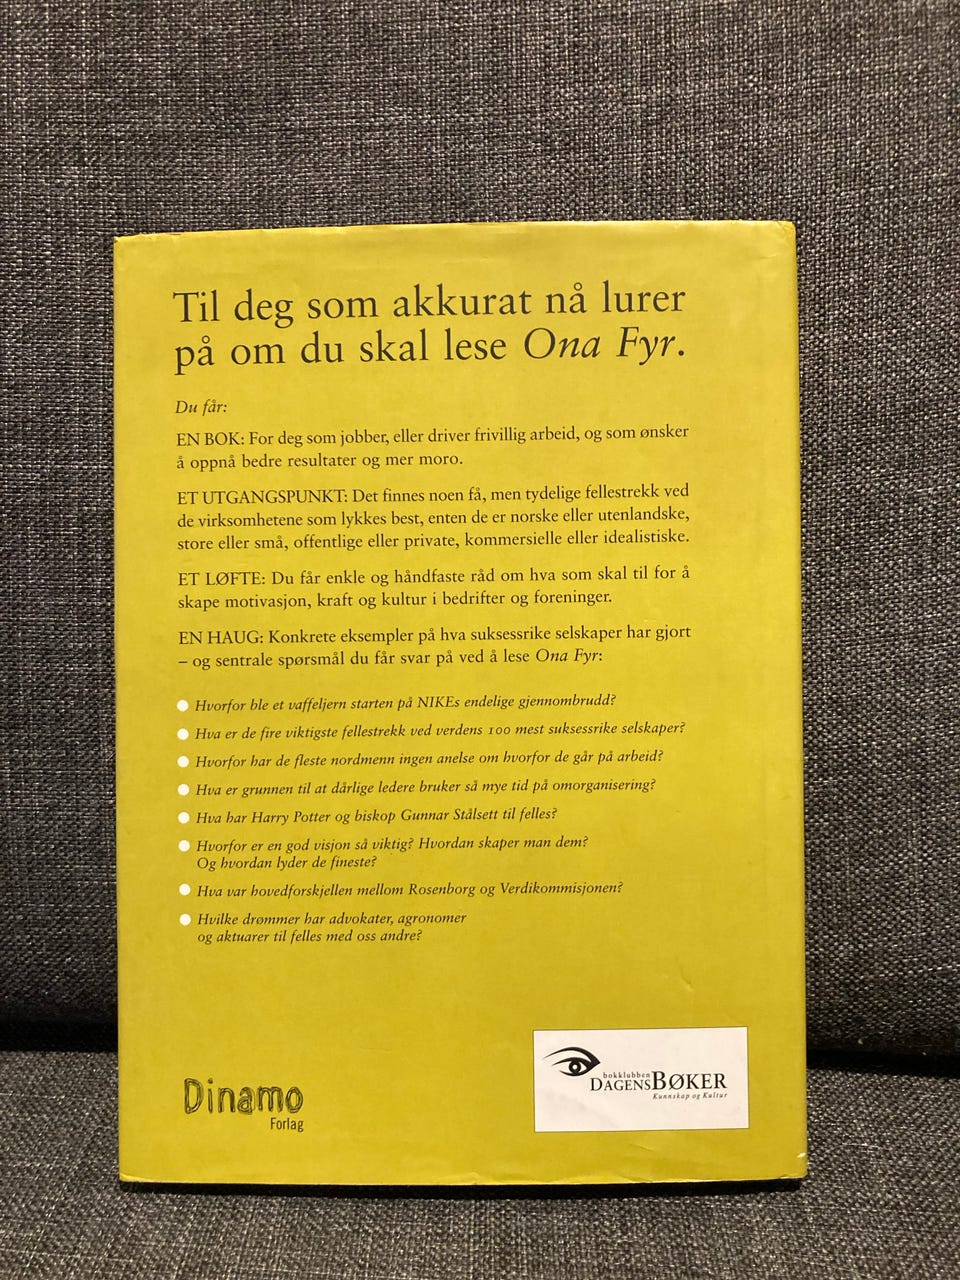 Til deg som akkurat nå lurer
på om du skal lese Ona Fyr.
Du får:
EN BOK: For deg som jobber, eller driver frivillig arbeid, og som ønsker
å oppnå bedre resultater og mer moro.
ET UTGANGSPUNKT: Det finnes noen få, men tydelige fellestrekk ved
de virksomhetene som lykkes best, enten de er norske eller utenlandske,
store eller små, offentlige eller private, kommersielle eller idealistiske.
ET LØFTE: Du får enkle og håndfaste råd om hva som skal til for å
skape motivasjon, kraft og kultur i bedrifter og foreninger.
EN HAUG: Konkrete eksempler på hva suksessrike selskaper har gjort
– og sentrale spørsmål du får svar på ved å lese Ona Fyr:
Hvorfor ble et vaffeljern starten på NIKEs endelige gjennombrudd?
Hva er de fire viktigste fellestrekk ved verdens 100 mest suksessrike selskaper?
Hvorfor har de fleste nordmenn ingen anelse om hvorfor de går på arbeid?
Hva er grunnen til at dårlige ledere bruker så mye tid på omorganisering?
Hva har Harry Potter og biskop Gunnar Stålsett til felles?
Hvorfor er en god visjon så viktig? Hvordan skaper man dem?
Og hvordan lyder de fineste?
Hva var hovedforskjellen mellom Rosenborg og Verdikommisjonen?
Hvilke drømmer har advokater, agronomer
og aktuarer til felles med oss andre?
Dinamo
Forlag
bokklubben
DAGENSBØKER
Kunnskap og Kultur